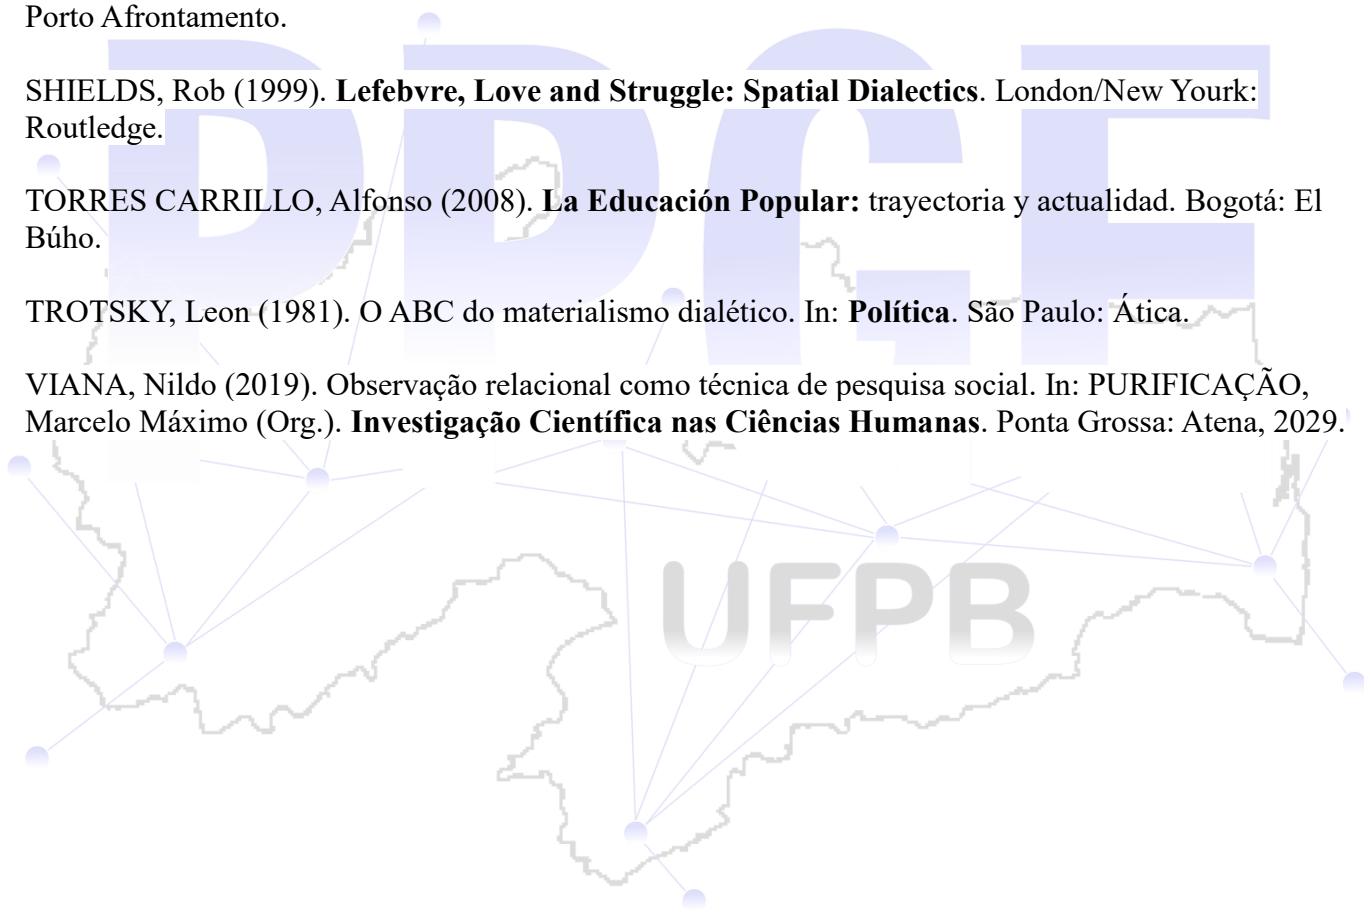 Porto Afrontamento.
SHIELDS, Rob (1999). Lefebvre, Love and Struggle: Spatial Dialectics. London/New Yourk:
Routledge.
TORRES CARRILLO, Alfonso (2008). La Educación Popular: trayectoria y actualidad. Bogotá: El
Búho.
TROTSKY, Leon (1981). O ABC do materialismo dialético. In: Política. São Paulo: Ática.
VIANA, Nildo (2019). Observação relacional como técnica de pesquisa social. In: PURIFICAÇÃO,
Marcelo Máximo (Org.). Investigação Científica nas Ciências Humanas. Ponta Grossa: Atena, 2029.
PPGE
UFPB